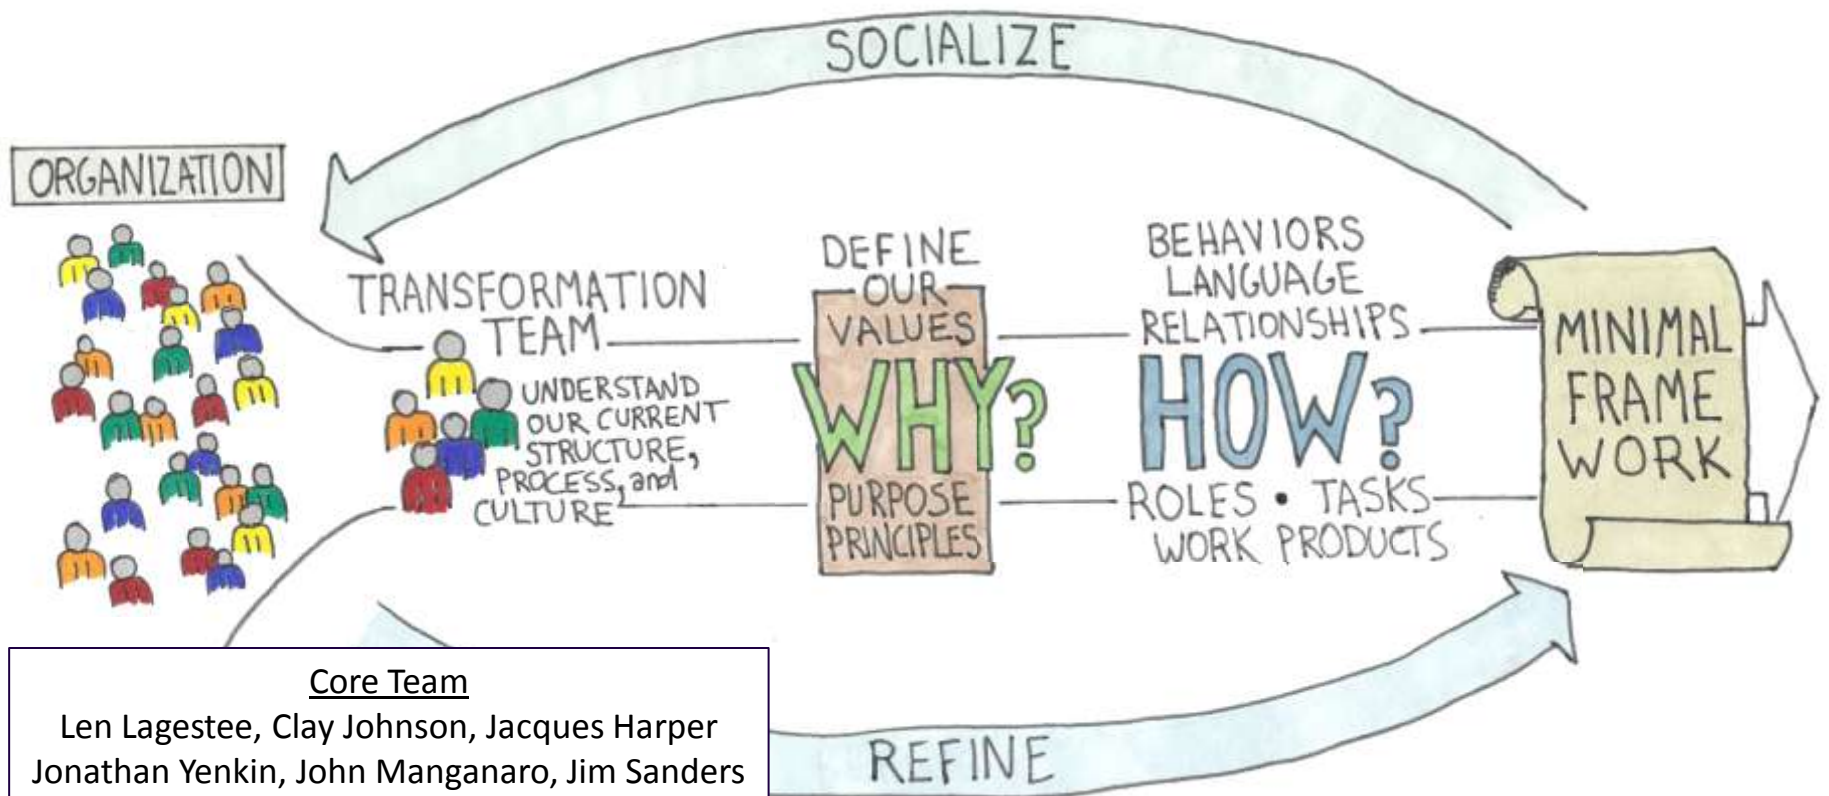 SOCIALIZE
ORGANIZATION
TRANSFORMATION
TEAM
UNDERSTAND
OUR CURRENT
STRUCTURE,
PROCESS, and
CULTURE
DEFINE
OUR
VALUES
WHY?
PURPOSE
PRINCIPLES
BEHAVIORS
LANGUAGE
RELATIONSHIPS
HOW?
ROLES • TASKS
WORK PRODUCTS
MINIMAL
FRAME
WORK
REFINE
Core Team
Len Lagestee, Clay Johnson, Jacques Harper
Jonathan Yenkin, John Manganaro, Jim Sanders